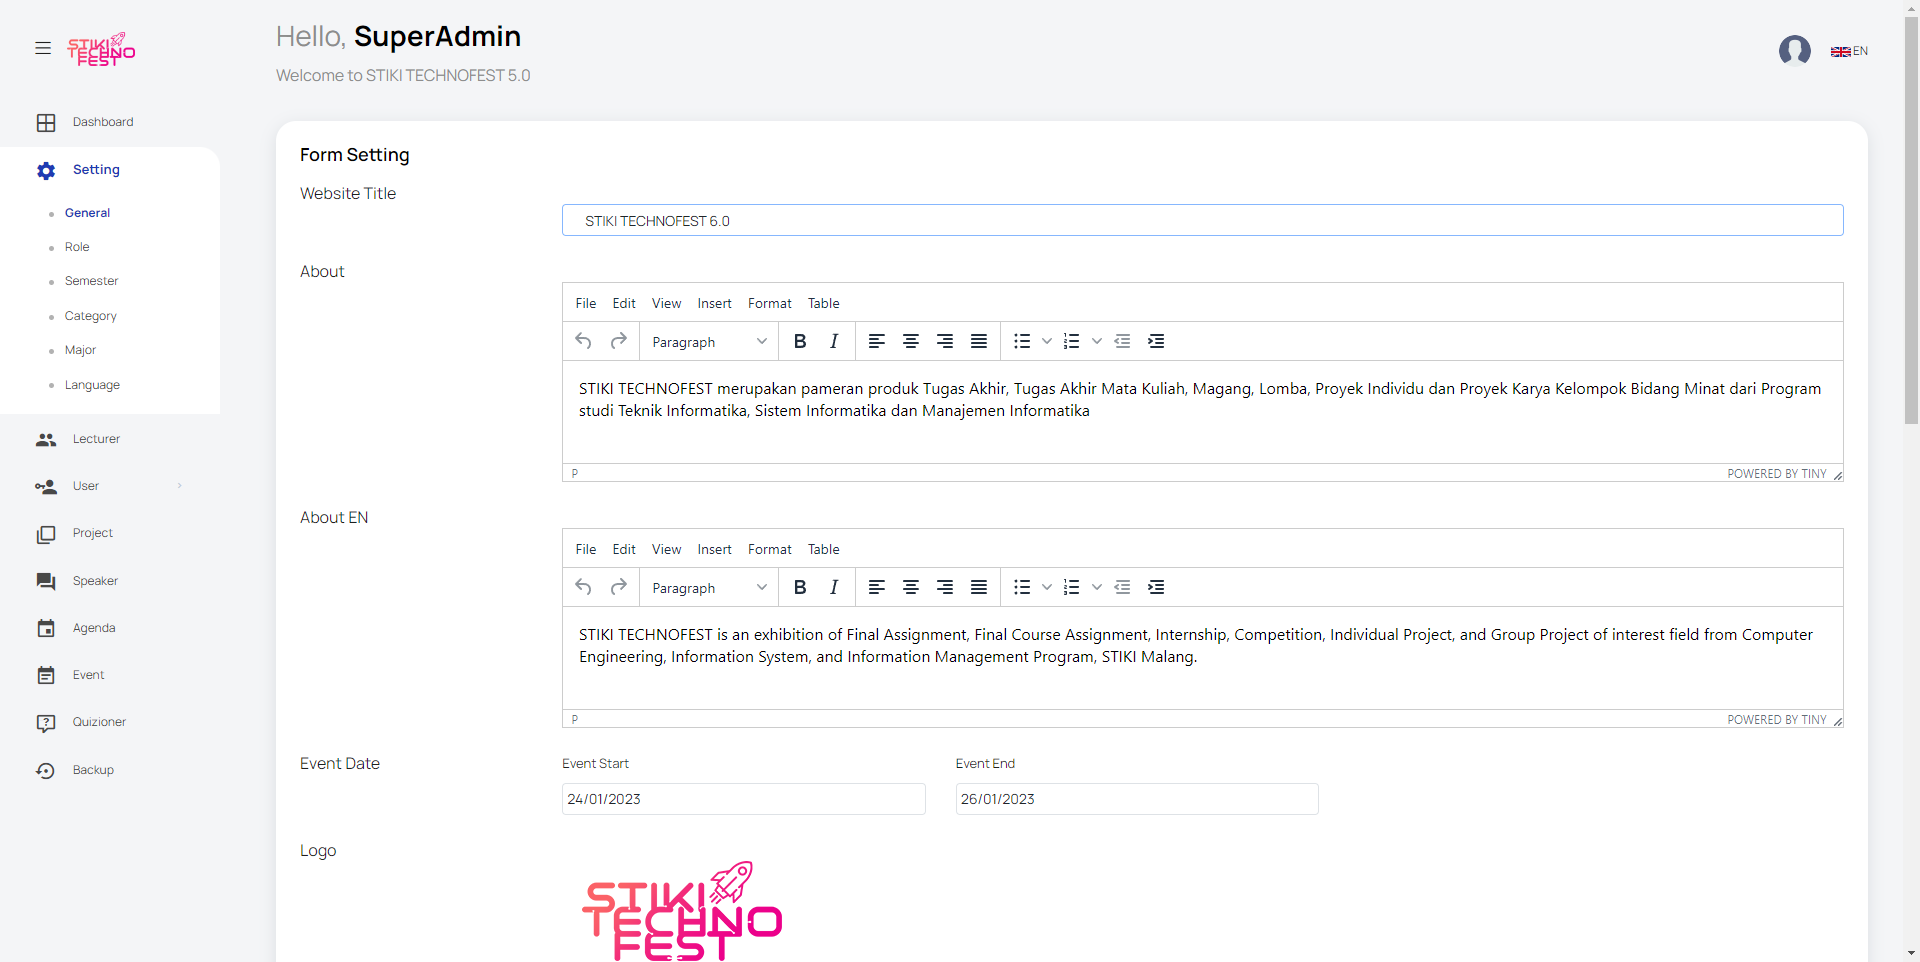 STIKI
TECHNO
FEST
Hello, SuperAdmin
Welcome to STIKI TECHNOFEST 5.0
EN
Dashboard
Setting
General
Role
Semester
Category
Major
Language
Lecturer
User
Project
Speaker
Agenda
Event
Quizioner
Backup
Form Setting
Website Title
STIKI TECHNOFEST 6.0
About
File Edit View Insert Format Table
Paragraph B I
STIKI TECHNOFEST merupakan pameran produk Tugas Akhir, Tugas Akhir Mata Kuliah, Magang, Lomba, Proyek Individu dan Proyek Karya Kelompok Bidang Minat dari Program
studi Teknik Informatika, Sistem Informatika dan Manajemen Informatika
P POWERED BY TINY
About EN
File Edit View Insert Format Table
Paragraph B I
STIKI TECHNOFEST is an exhibition of Final Assignment, Final Course Assignment, Internship, Competition, Individual Project, and Group Project of interest field from Computer
Engineering, Information System, and Information Management Program, STIKI Malang.
P POWERED BY TINY
Event Date
Event Start Event End
24/01/2023 26/01/2023
Logo
STIKI
TECHNO
FEST